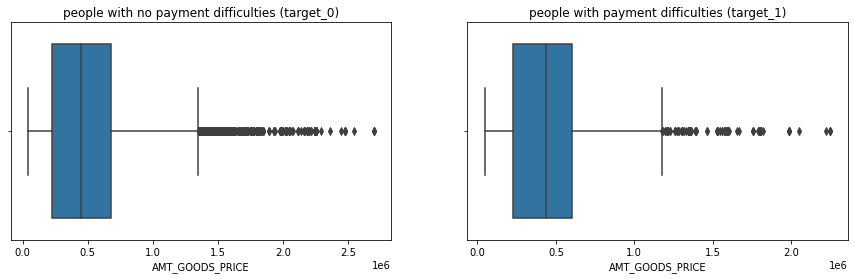 people with no payment difficulties (target_0)
0.0 0.5 1.0 1.5 2.0 2.5
AMT_GOODS_PRICE
1e6
people with payment difficulties (target_1)
0.0 0.5 1.0 1.5 2.0
AMT_GOODS_PRICE
1e6